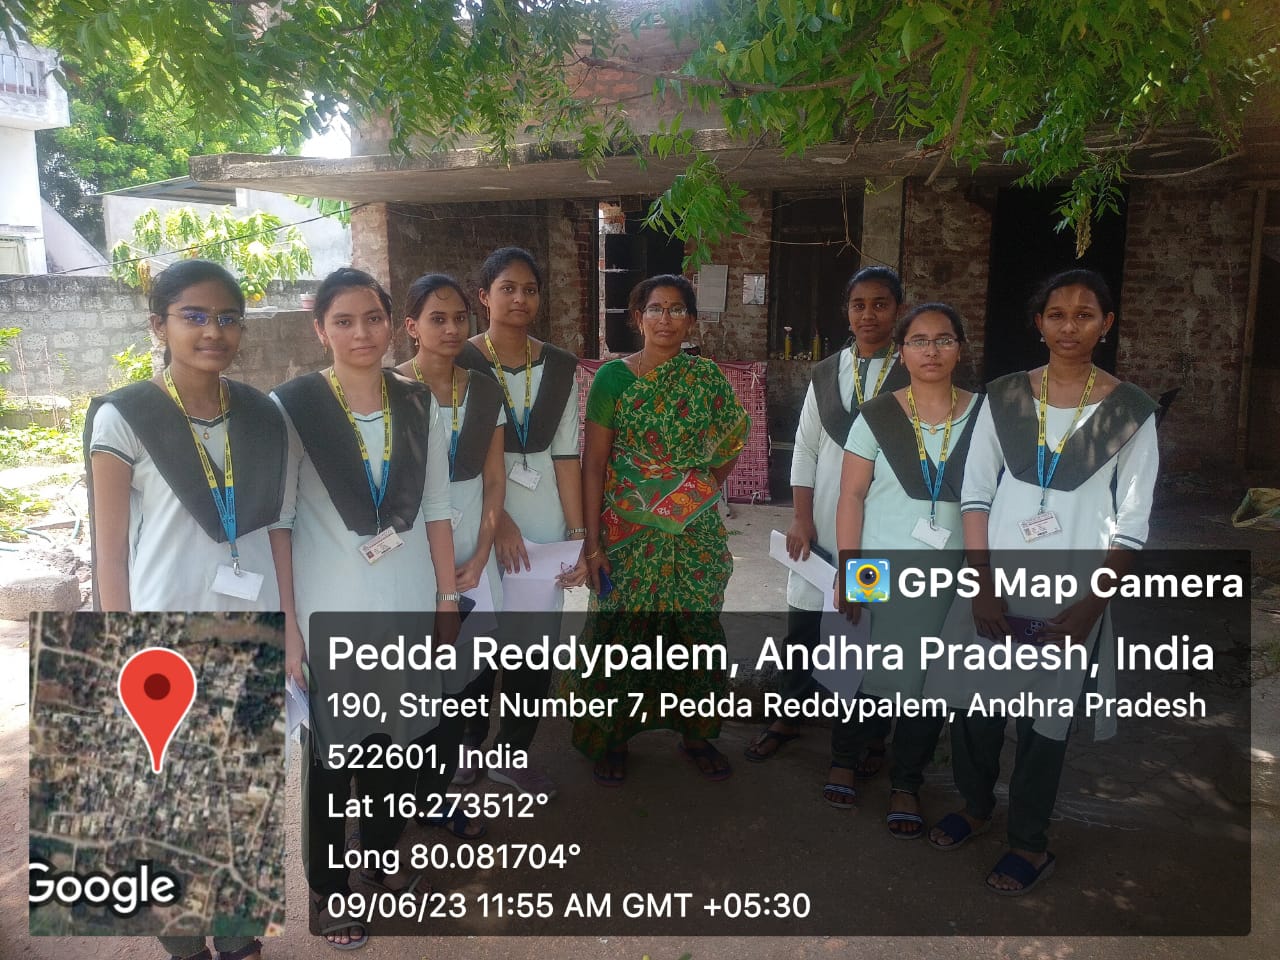 GPS Map Camera
Pedda Reddypalem, Andhra Pradesh, India
190, Street Number 7, Pedda Reddypalem, Andhra Pradesh
522601, India
Lat 16.273512°
Long 80.081704°
09/06/23 11:55 AM GMT +05:30
Google